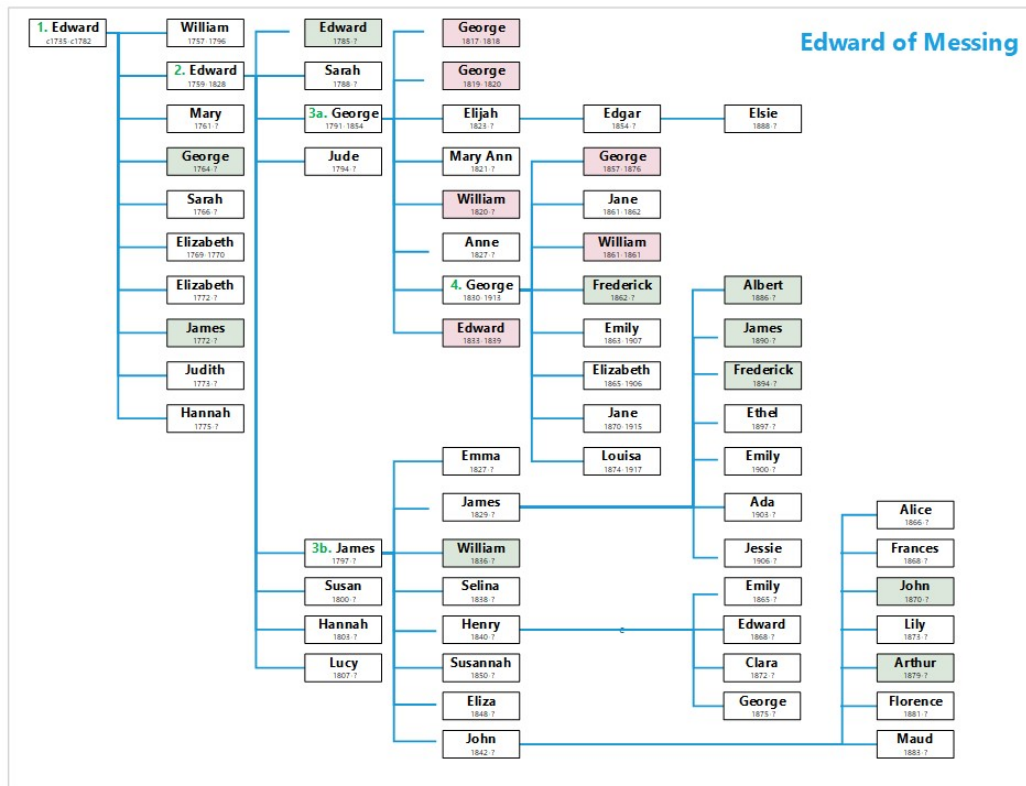 Edward of Messing
1. Edward
c1735-c1782
William
1757-1796
2. Edward
1759-1828
Mary
1761-?
George
1764-?
Sarah
1766-?
Elizabeth
1769-1770
Elizabeth
1772-?
James
1772-?
Judith
1773-?
Hannah
1775-?
Edward
1785-?
Sarah
1788-?
3a. George
1791-1854
Jude
1794-?
3b. James
1797-?
Susan
1800-?
Hannah
1803-?
Lucy
1807-?
George
1817-1818
George
1819-1820
Elijah
1823-?
Mary Ann
1821-?
William
1820-?
Anne
1827-?
4. George
1830-1913
Edward
1833-1839
Emma
1827-?
James
1829-?
William
1836-?
Selina
1838-?
Henry
1840-?
Susannah
1850-?
Eliza
1848-?
John
1842-?
Edgar
1854-?
George
1857-1876
Jane
1861-1862
William
1861-1861
Frederick
1862-?
Emily
1863-1907
Elizabeth
1865-1906
Jane
1870-1915
Louisa
1874-1917
Elsie
1888-?
Albert
1886-?
James
1890-?
Frederick
1894-?
Ethel
1897-?
Emily
1900-?
Ada
1903-?
Jessie
1906-?
Emily
1865-?
Edward
1868-?
Clara
1872-?
George
1875-?
Alice
1866-?
Frances
1868-?
John
1870-?
Lily
1873-?
Arthur
1879-?
Florence
1881-?
Maud
1883-?